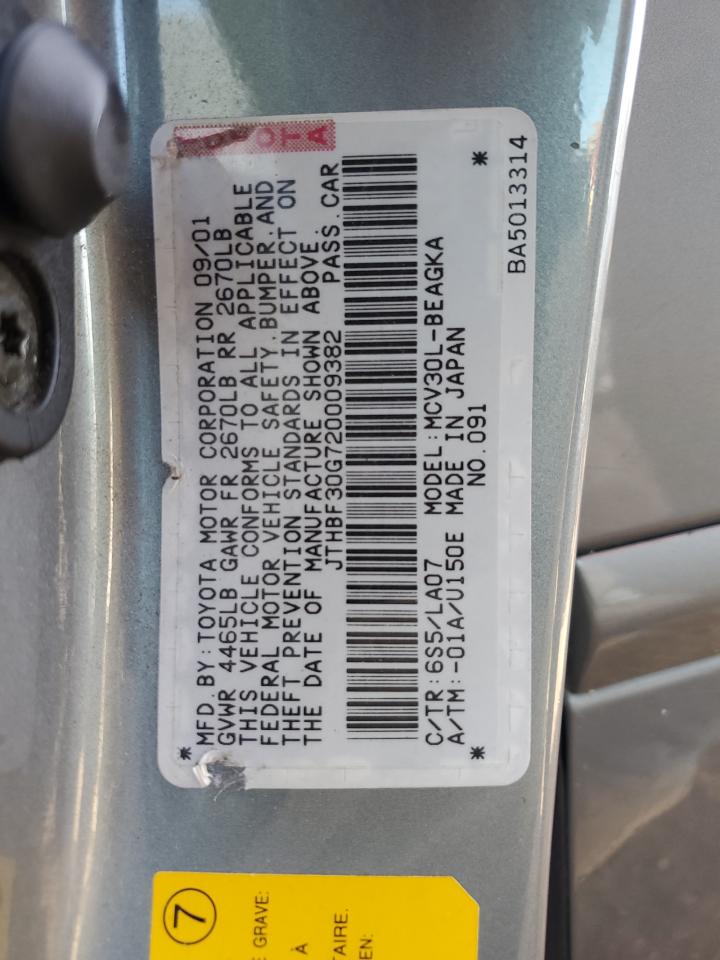 MFD.BY:TOYOTA MOTOR CORPORATION 09/01
GVWR 4465LB GAWR FR 2670LB RR 2670LB
THIS VEHICLE CONFORMS TO ALL APPLICABLE
FEDERAL MOTOR VEHICLE SAFETY,BUMPER,AND
THEFT PREVENTION STANDARDS IN EFFECT ON
THE DATE OF MANUFACTURE SHOWN ABOVE.
JTHBF30G720009382 PASS.CAR
C/TR:6S5/LA07 MODEL:MCV30L-BEAGKA
A/TM:-01A/U150E MADE IN JAPAN
NO.091
BA5013314
7
GRAVE:
À
TAIRE.
EN: